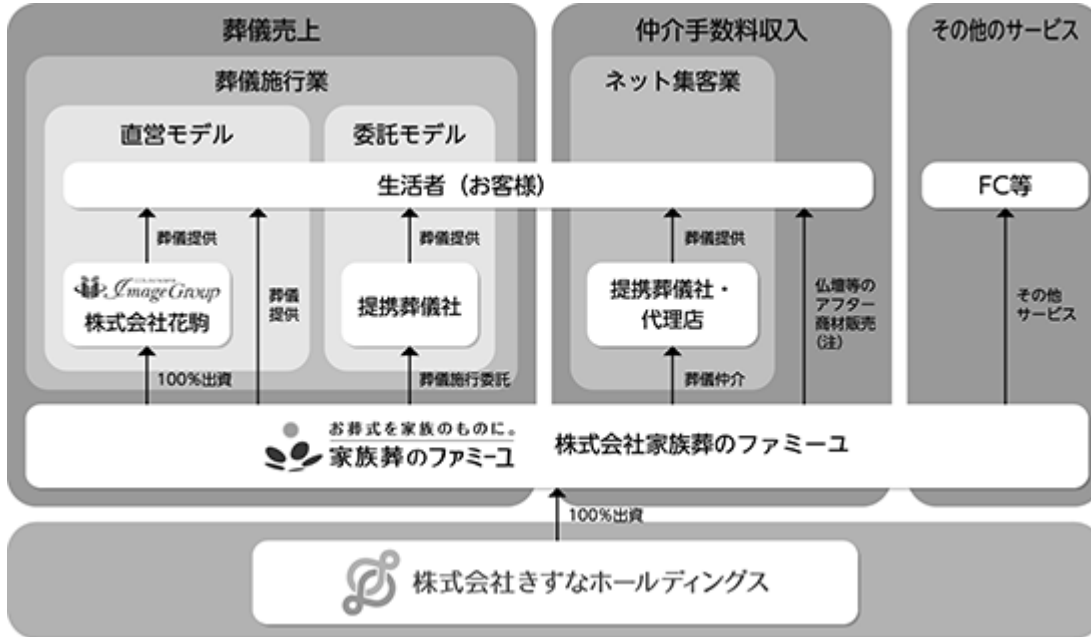 葬儀売上
仲介手数料収入
その他のサービス
葬儀施行業
ネット集客業
直営モデル
委託モデル
生活者（お客様）
FC等
葬儀提供
葬儀提供
葬儀提供
ImageGroup
株式会社花駒
葬儀
提供
提携葬儀社
提携葬儀社・
代理店
仏壇等の
アフター
商材販売
（注）
その他
サービス
100％出資
葬儀施行委託
葬儀仲介
お葬式を家族のものに。
家族葬のファミーユ
株式会社家族葬のファミーユ
100％出資
株式会社きずなホールディングス